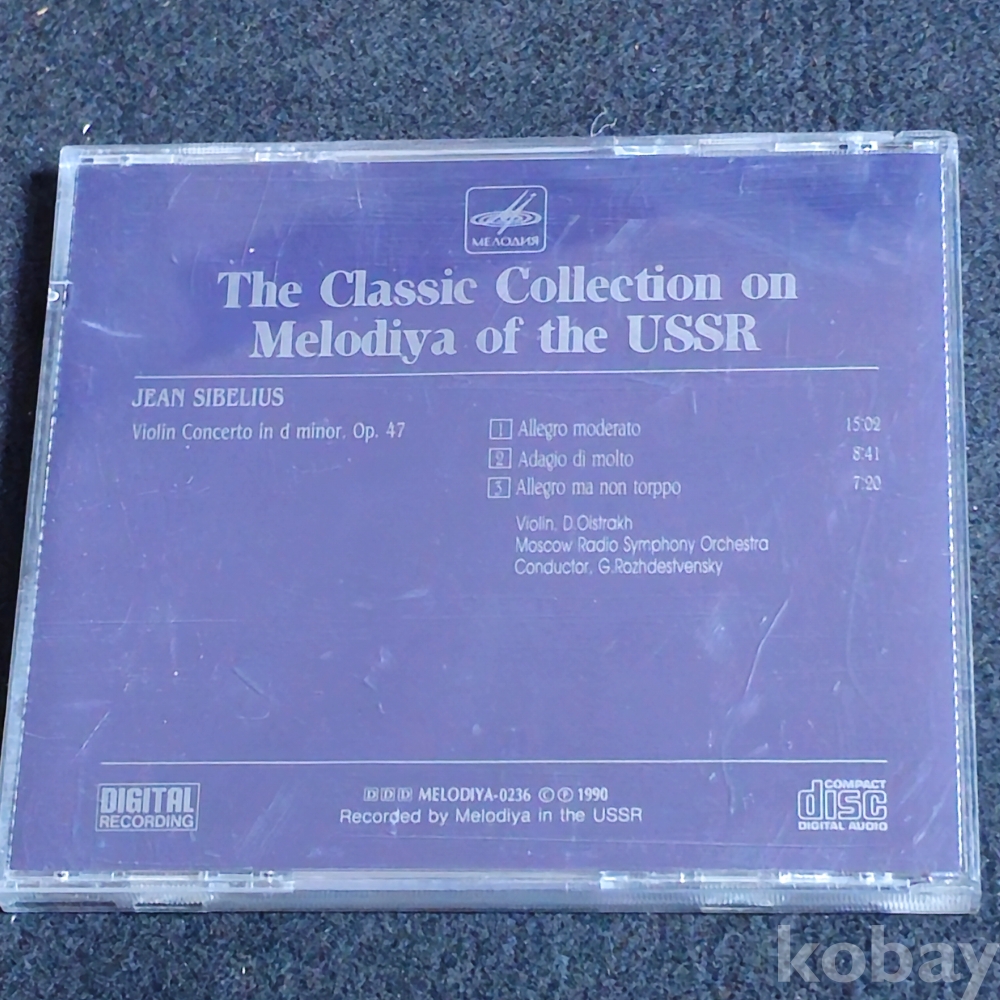 МЕЛОДИЯ
The Classic Collection on
Melodiya of the USSR
JEAN SIBELIUS
Violin Concerto in d minor, Op. 47
1 Allegro moderato 15:02
2 Adagio di molto 8:41
3 Allegro ma non torppo 7:20
Violin, D.Oistrakh
Moscow Radio Symphony Orchestra
Conductor, G.Rozhdestvensky
DIGITAL
RECORDING
DDD MELODIYA-0236 © ℗ 1990
Recorded by Melodiya in the USSR
COMPACT
disc
DIGITAL AUDIO
kobay